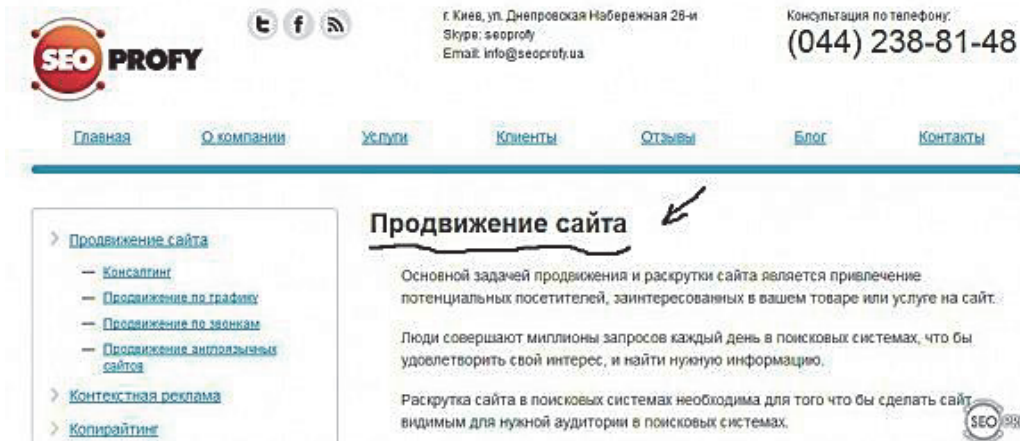 SEO PROFY
г. Киев, ул. Днепровская Набережная 26-и
Skype: seoprofy
Email: info@seoprofy.ua
Консультация по телефону:
(044) 238-81-48
Главная О компании Услуги Клиенты Отзывы Блог Контакты
Продвижение сайта
Консалтинг
Продвижение по трафику
Продвижение по звонкам
Продвижение англоязычных
сайтов
Контекстная реклама
Копирайтинг
Продвижение сайта
Основной задачей продвижения и раскрутки сайта является привлечение
потенциальных посетителей, заинтересованных в вашем товаре или услуге на сайт.
Люди совершают миллионы запросов каждый день в поисковых системах, что бы
удовлетворить свой интерес, и найти нужную информацию.
Раскрутка сайта в поисковых системах необходима для того что бы сделать сайт
видимым для нужной аудитории в поисковых системах.
SEO